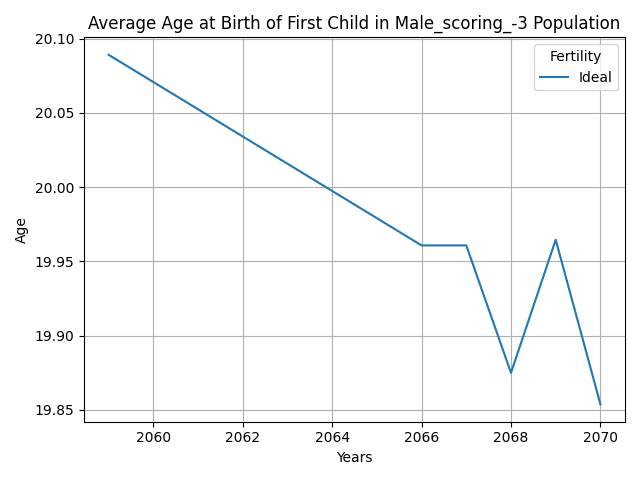 Average Age at Birth of First Child in Male_scoring_-3 Population
Fertility
Ideal
20.10
20.05
20.00
19.95
19.90
19.85
Age
2060
2062
2064
2066
2068
2070
Years